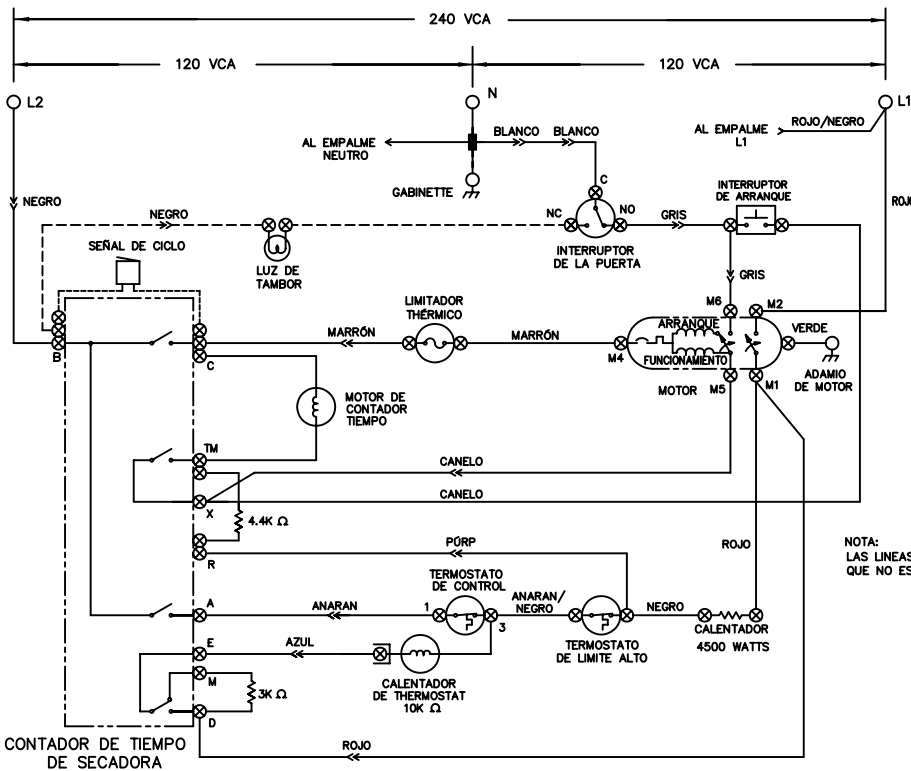 240 VCA
120 VCA
120 VCA
L2
N
L1
AL EMPALME
NEUTRO
BLANCO
BLANCO
AL EMPALME
L1
ROJO/NEGRO
GABINETTE
C
INTERRUPTOR
DE ARRANQUE
NEGRO
NEGRO
NC
NO
GRIS
SEÑAL DE CICLO
LUZ DE
TAMBOR
INTERRUPTOR
DE LA PUERTA
GRIS
LIMITADOR
THÉRMICO
M6
M2
ARRANQUE
VERDE
B
MARRÓN
MARRÓN
M4
FUNCIONAMIENTO
ADAMIO
DE MOTOR
C
MOTOR
M5
M1
MOTOR DE
CONTADOR
TIEMPO
TM
CANELO
X
CANELO
4.4K Ω
R
PÚRP
ROJO
NOTA:
LAS LINEAS
QUE NO ES
TERMOSTATO
DE CONTROL
A
ANARAN
1
3
ANARAN/
NEGRO
NEGRO
E
AZUL
TERMOSTATO
DE LIMITE ALTO
CALENTADOR
4500 WATTS
M
CALENTADOR
DE THERMOSTAT
10K Ω
3K Ω
D
CONTADOR DE TIEMPO
DE SECADORA
ROJO